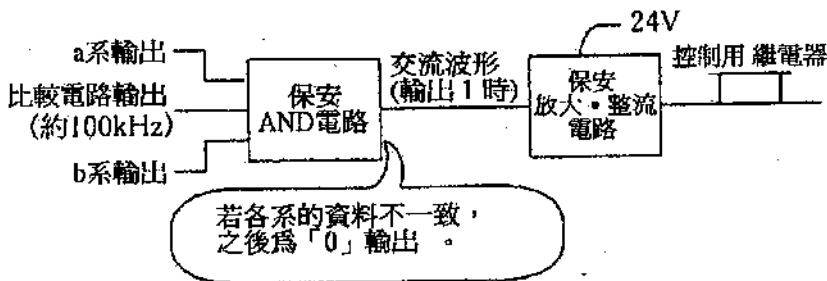 24V
a系輸出
比較電路輸出
(約100kHz)
b系輸出
保安
AND電路
交流波形
(輸出1時)
保安
放大・整流
電路
控制用 繼電器
若各系的資料不一致，
之後爲「0」輸出 。